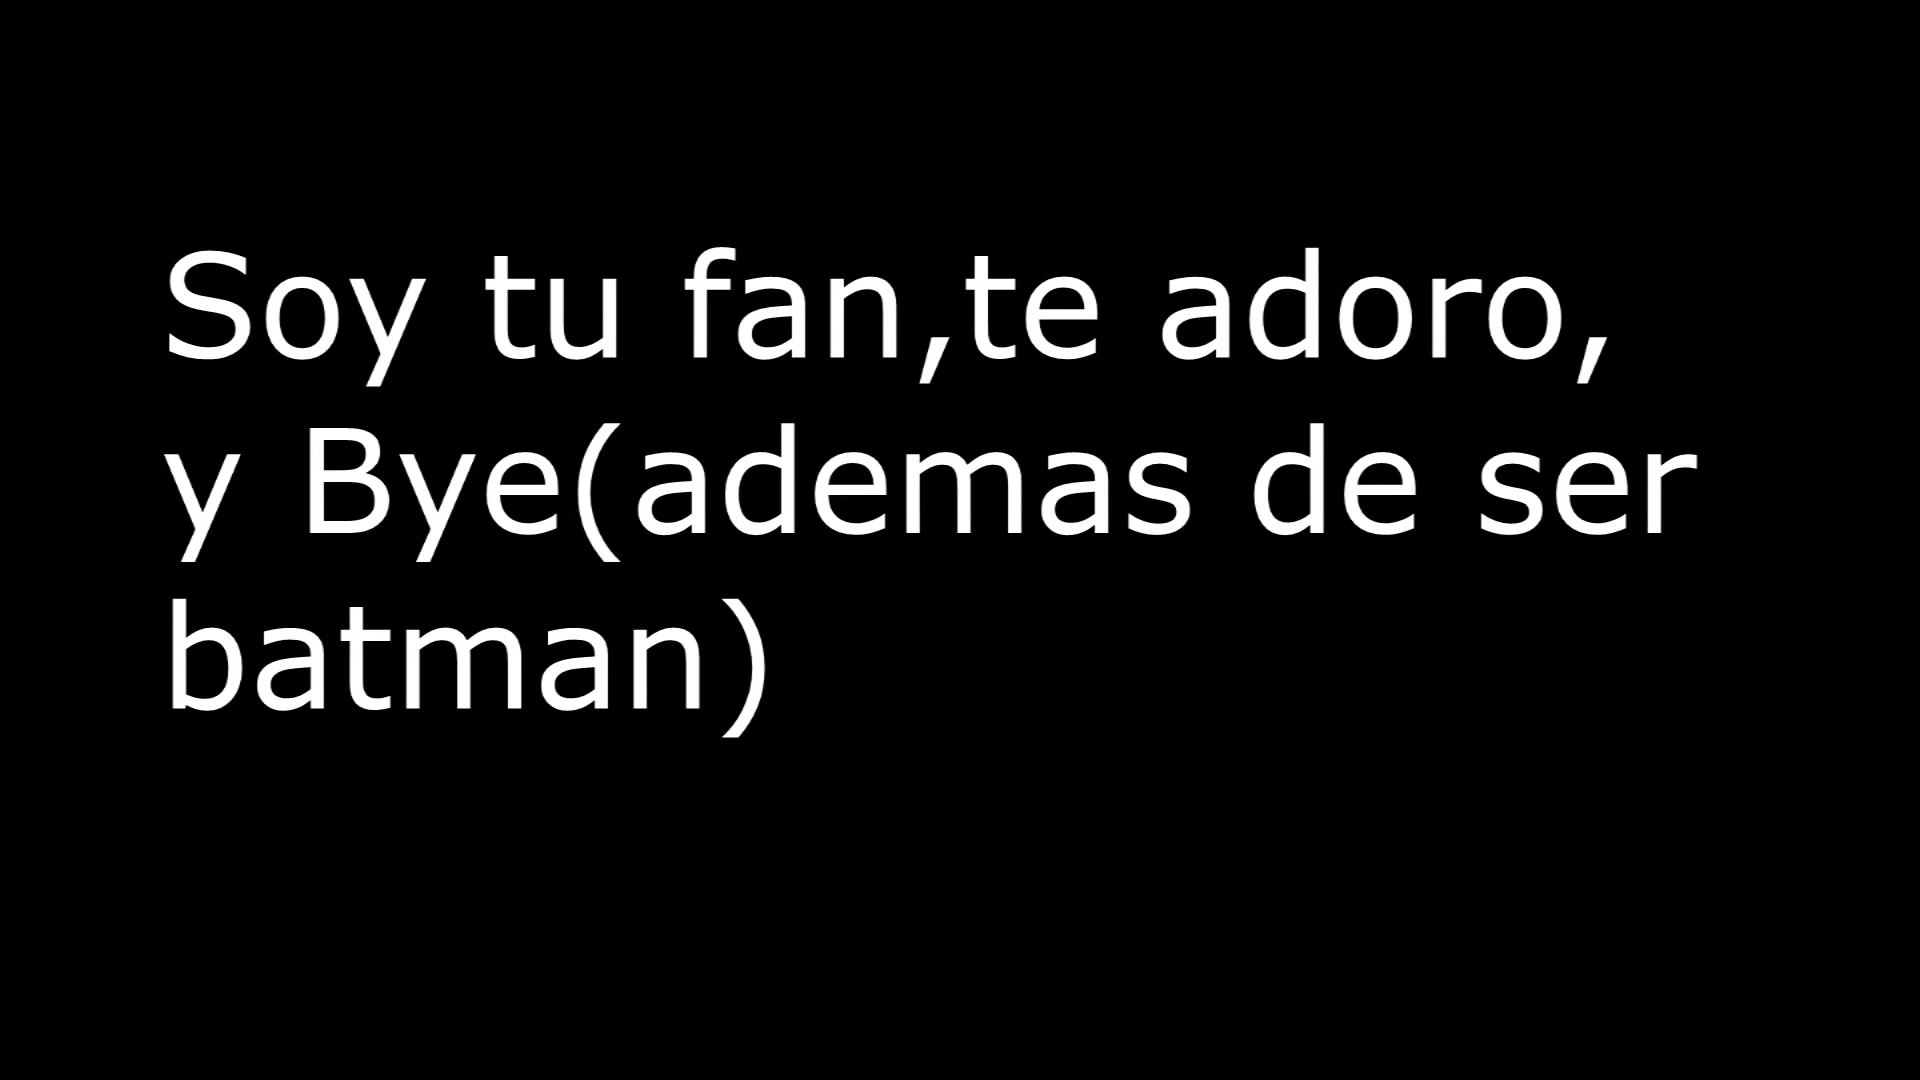 Soy tu fan,te adoro,
y Bye(ademas de ser
batman)